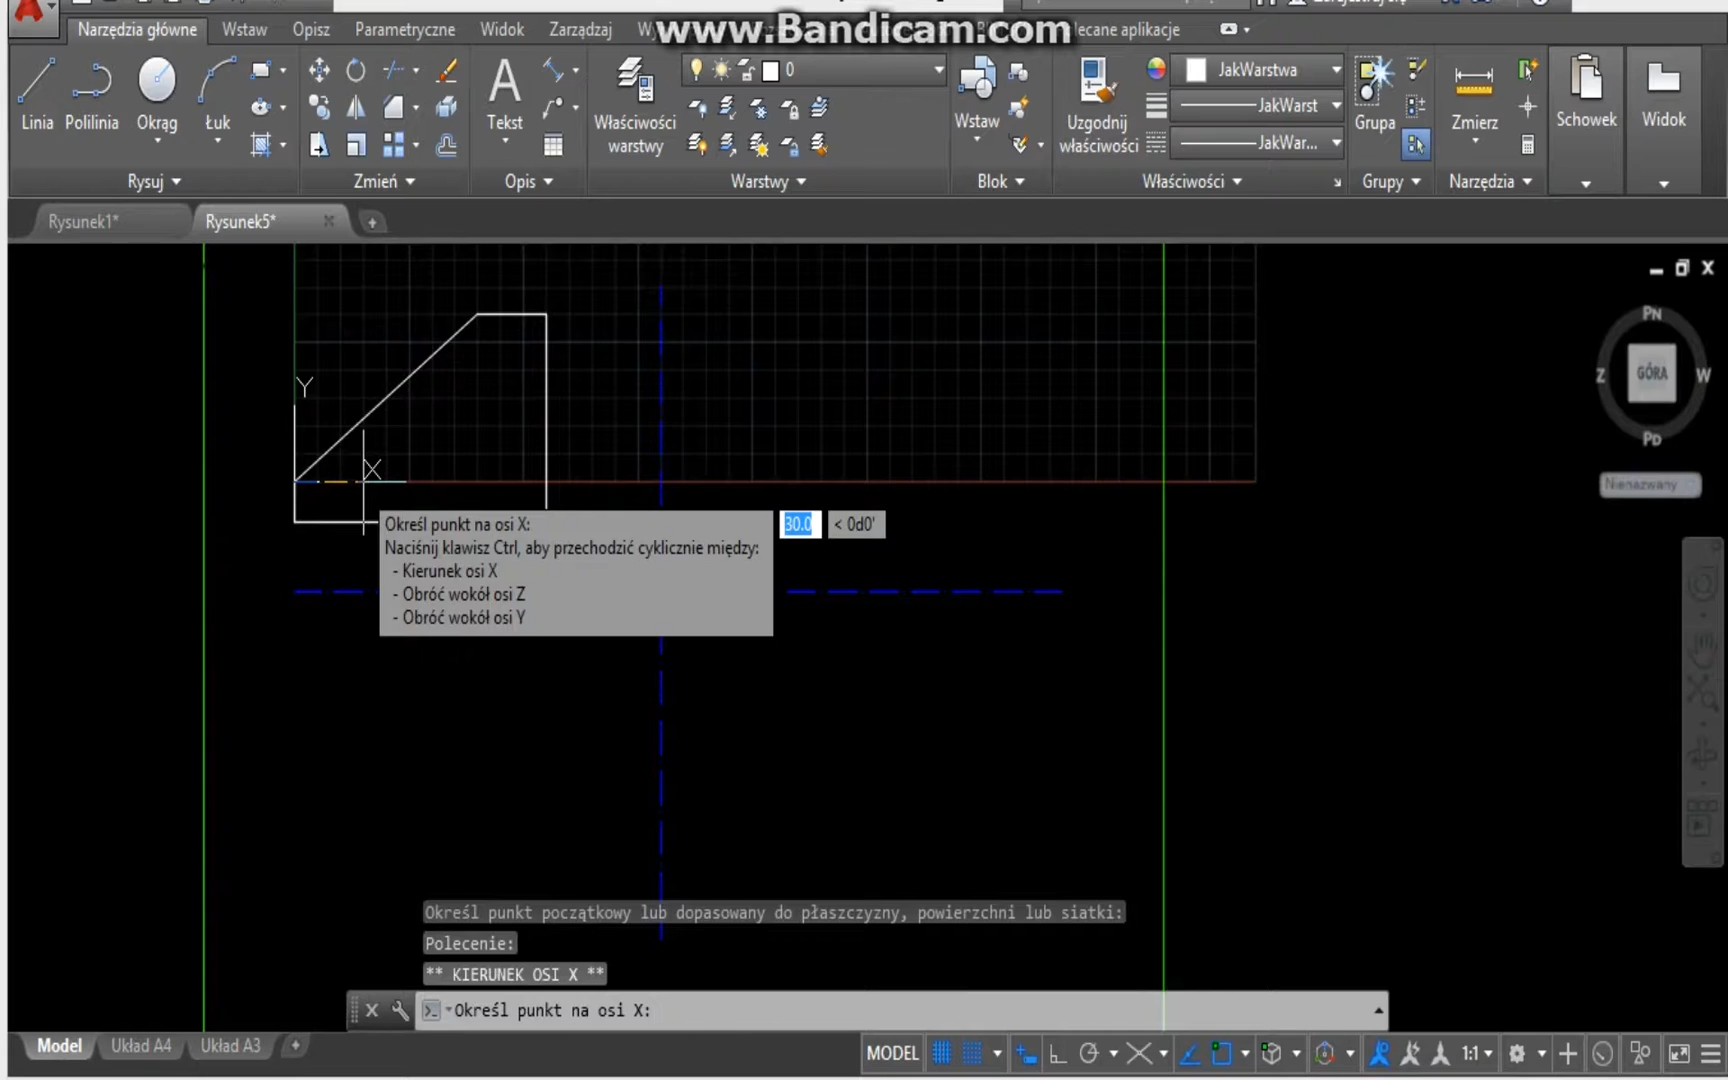 www.Bandicam.com
Narzędzia główne
Wstaw
Opisz
Parametryczne
Widok
Zarządzaj
lecane aplikacje
0
JakWarstwa
JakWarst
JakWar...
Linia
Polilinia
Okrąg
Łuk
Tekst
Właściwości
warstwy
Wstaw
Uzgodnij
właściwości
Grupa
Zmierz
Schowek
Widok
Rysuj
Zmień
Opis
Warstwy
Blok
Właściwości
Grupy
Narzędzia
Rysunek1*
Rysunek5*
PN
Z
GÓRA
W
PD
Nienazwany
Y
X
Określ punkt na osi X:
30.0
< 0d0'
Naciśnij klawisz Ctrl, aby przechodzić cyklicznie między:
- Kierunek osi X
- Obróć wokół osi Z
- Obróć wokół osi Y
Określ punkt początkowy lub dopasowany do płaszczyzny, powierzchni lub siatki:
Polecenie:
** KIERUNEK OSI X **
Określ punkt na osi X:
Model
Układ A4
Układ A3
MODEL
1:1